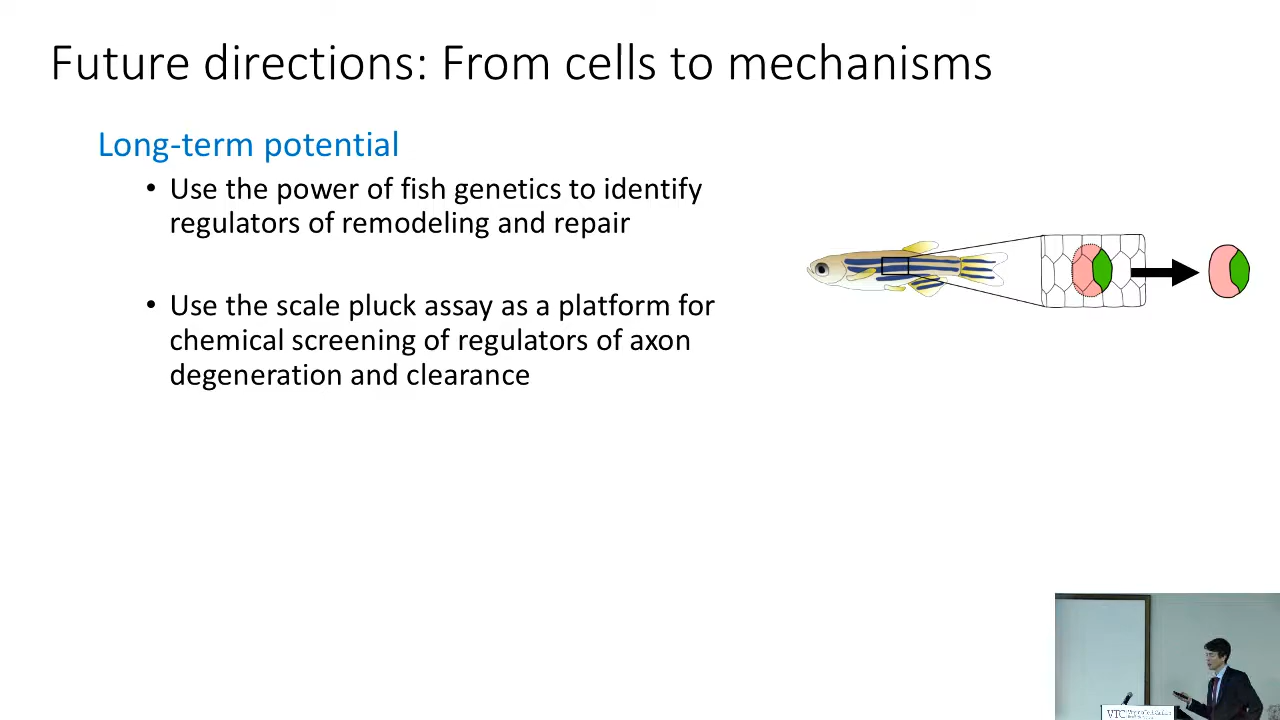 Future directions: From cells to mechanisms
Long-term potential
• Use the power of fish genetics to identify
regulators of remodeling and repair
• Use the scale pluck assay as a platform for
chemical screening of regulators of axon
degeneration and clearance
VTC